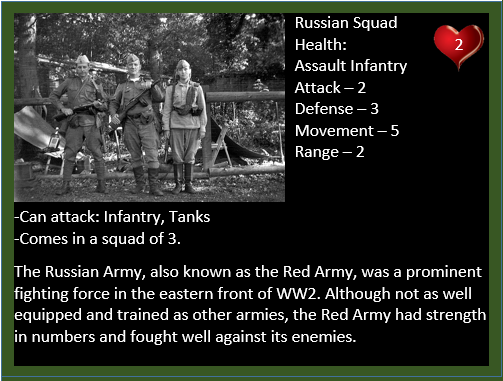 Russian Squad
Health:
2
Assault Infantry
Attack – 2
Defense – 3
Movement – 5
Range – 2
-Can attack: Infantry, Tanks
-Comes in a squad of 3.
The Russian Army, also known as the Red Army, was a prominent
fighting force in the eastern front of WW2. Although not as well
equipped and trained as other armies, the Red Army had strength
in numbers and fought well against its enemies.